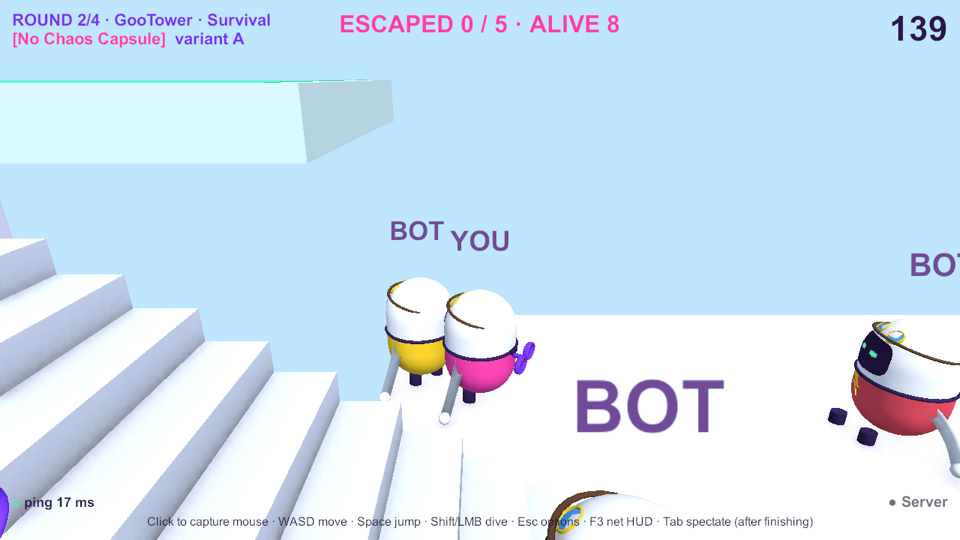 ROUND 2/4 · GooTower · Survival
[No Chaos Capsule] variant A
ESCAPED 0 / 5 · ALIVE 8
139
BOT YOU
BOT
ping 17 ms
● Server
Click to capture mouse · WASD move · Space jump · Shift/LMB dive · Esc options · F3 net HUD · Tab spectate (after finishing)